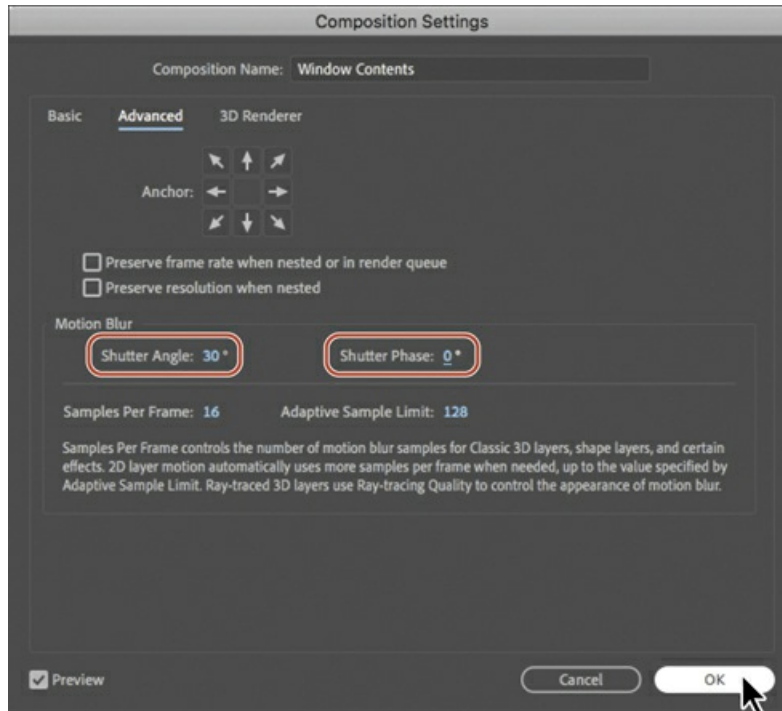 Composition Settings
Composition Name: Window Contents
Basic Advanced 3D Renderer
Anchor:
Preserve frame rate when nested or in render queue
Preserve resolution when nested
Motion Blur
Shutter Angle: 30° Shutter Phase: 0°
Samples Per Frame: 16 Adaptive Sample Limit: 128
Samples Per Frame controls the number of motion blur samples for Classic 3D layers, shape layers, and certain
effects. 2D layer motion automatically uses more samples per frame when needed, up to the value specified by
Adaptive Sample Limit. Ray-traced 3D layers use Ray-tracing Quality to control the appearance of motion blur.
Preview Cancel OK